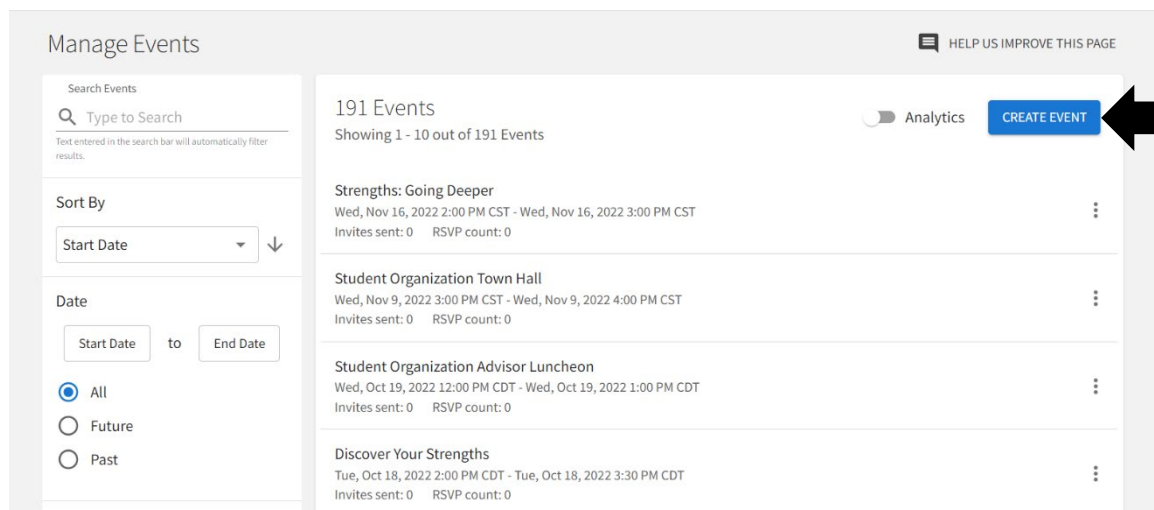 Manage Events
HELP US IMPROVE THIS PAGE
Search Events
Type to Search
Text entered in the search bar will automatically filter
results.
Sort By
Start Date
Date
Start Date to End Date
All
Future
Past
191 Events
Showing 1 - 10 out of 191 Events
Analytics
CREATE EVENT
Strengths: Going Deeper
Wed, Nov 16, 2022 2:00 PM CST - Wed, Nov 16, 2022 3:00 PM CST
Invites sent: 0 RSVP count: 0
Student Organization Town Hall
Wed, Nov 9, 2022 3:00 PM CST - Wed, Nov 9, 2022 4:00 PM CST
Invites sent: 0 RSVP count: 0
Student Organization Advisor Luncheon
Wed, Oct 19, 2022 12:00 PM CDT - Wed, Oct 19, 2022 1:00 PM CDT
Invites sent: 0 RSVP count: 0
Discover Your Strengths
Tue, Oct 18, 2022 2:00 PM CDT - Tue, Oct 18, 2022 3:30 PM CDT
Invites sent: 0 RSVP count: 0